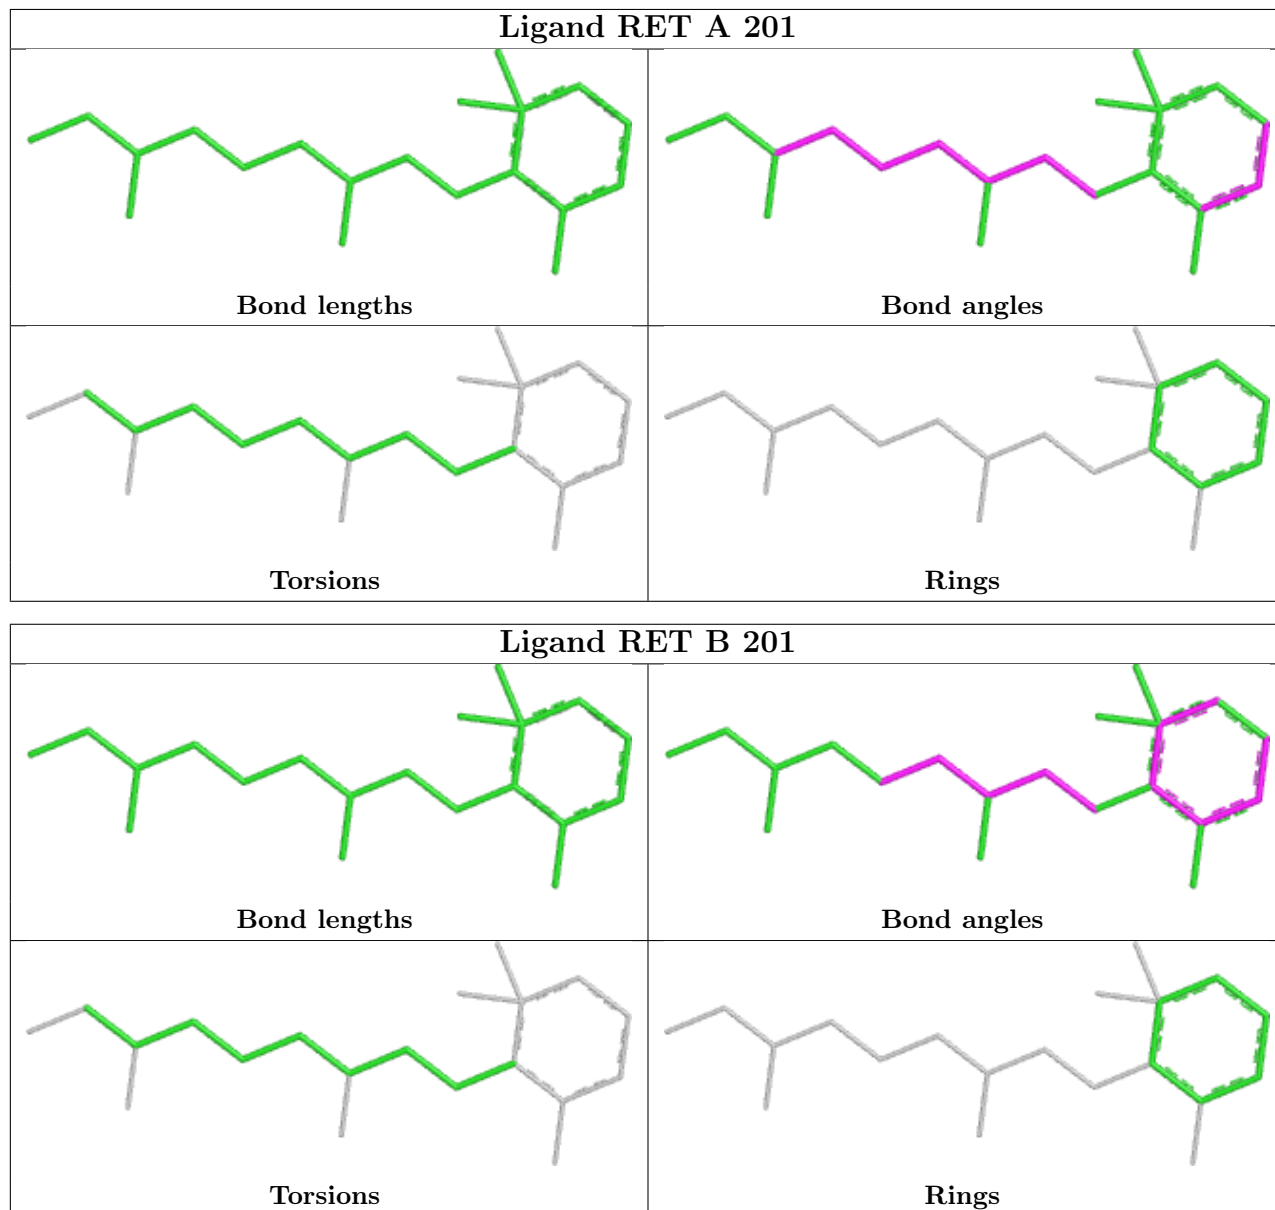 Ligand RET A 201
Bond lengths
Bond angles
Torsions
Rings
Ligand RET B 201
Bond lengths
Bond angles
Torsions
Rings